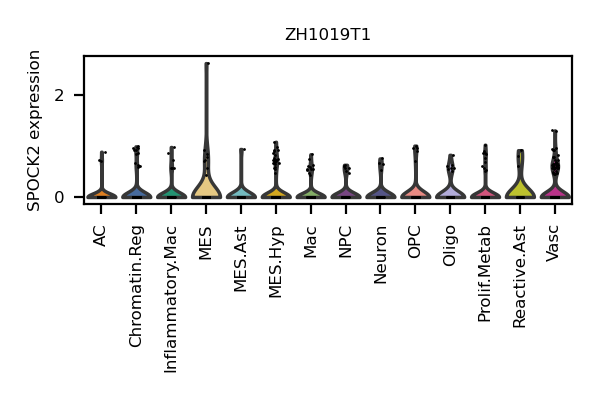 ZH1019T1
SPOCK2 expression
2
0
AC
Chromatin.Reg
Inflammatory.Mac
MES
MES.Ast
MES.Hyp
Mac
NPC
Neuron
OPC
Oligo
Prolif.Metab
Reactive.Ast
Vasc